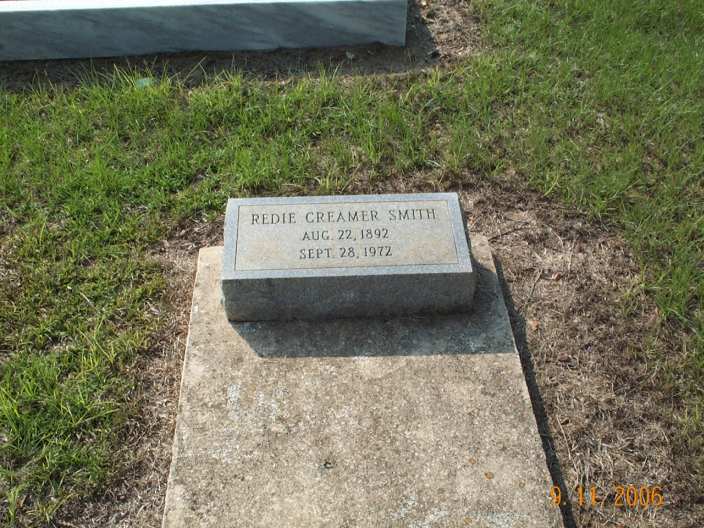 REDIE CREAMER SMITH
AUG. 22, 1892
SEPT. 28, 1972
9 11 2006